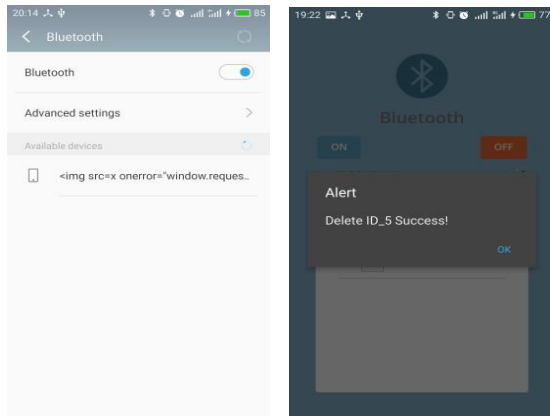 20:14
85
Bluetooth
Bluetooth
Advanced settings
Available devices
<img src=x onerror="window.reques..
19:22
77
Bluetooth
ON
OFF
Alert
Delete ID_5 Success!
OK